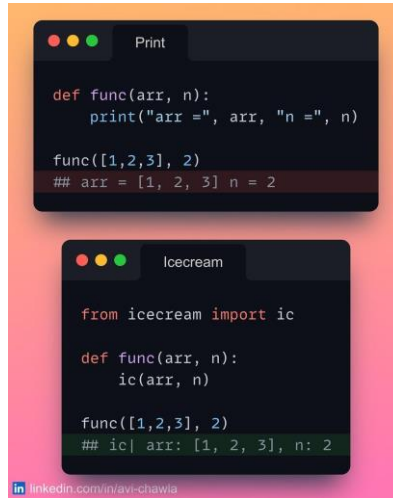 Print
def func(arr, n):
    print("arr =", arr, "n =", n)
func([1,2,3], 2)
## arr = [1, 2, 3] n = 2
Icecream
from icecream import ic
def func(arr, n):
    ic(arr, n)
func([1,2,3], 2)
## ic| arr: [1, 2, 3], n: 2
in linkedin.com/in/avi-chawla